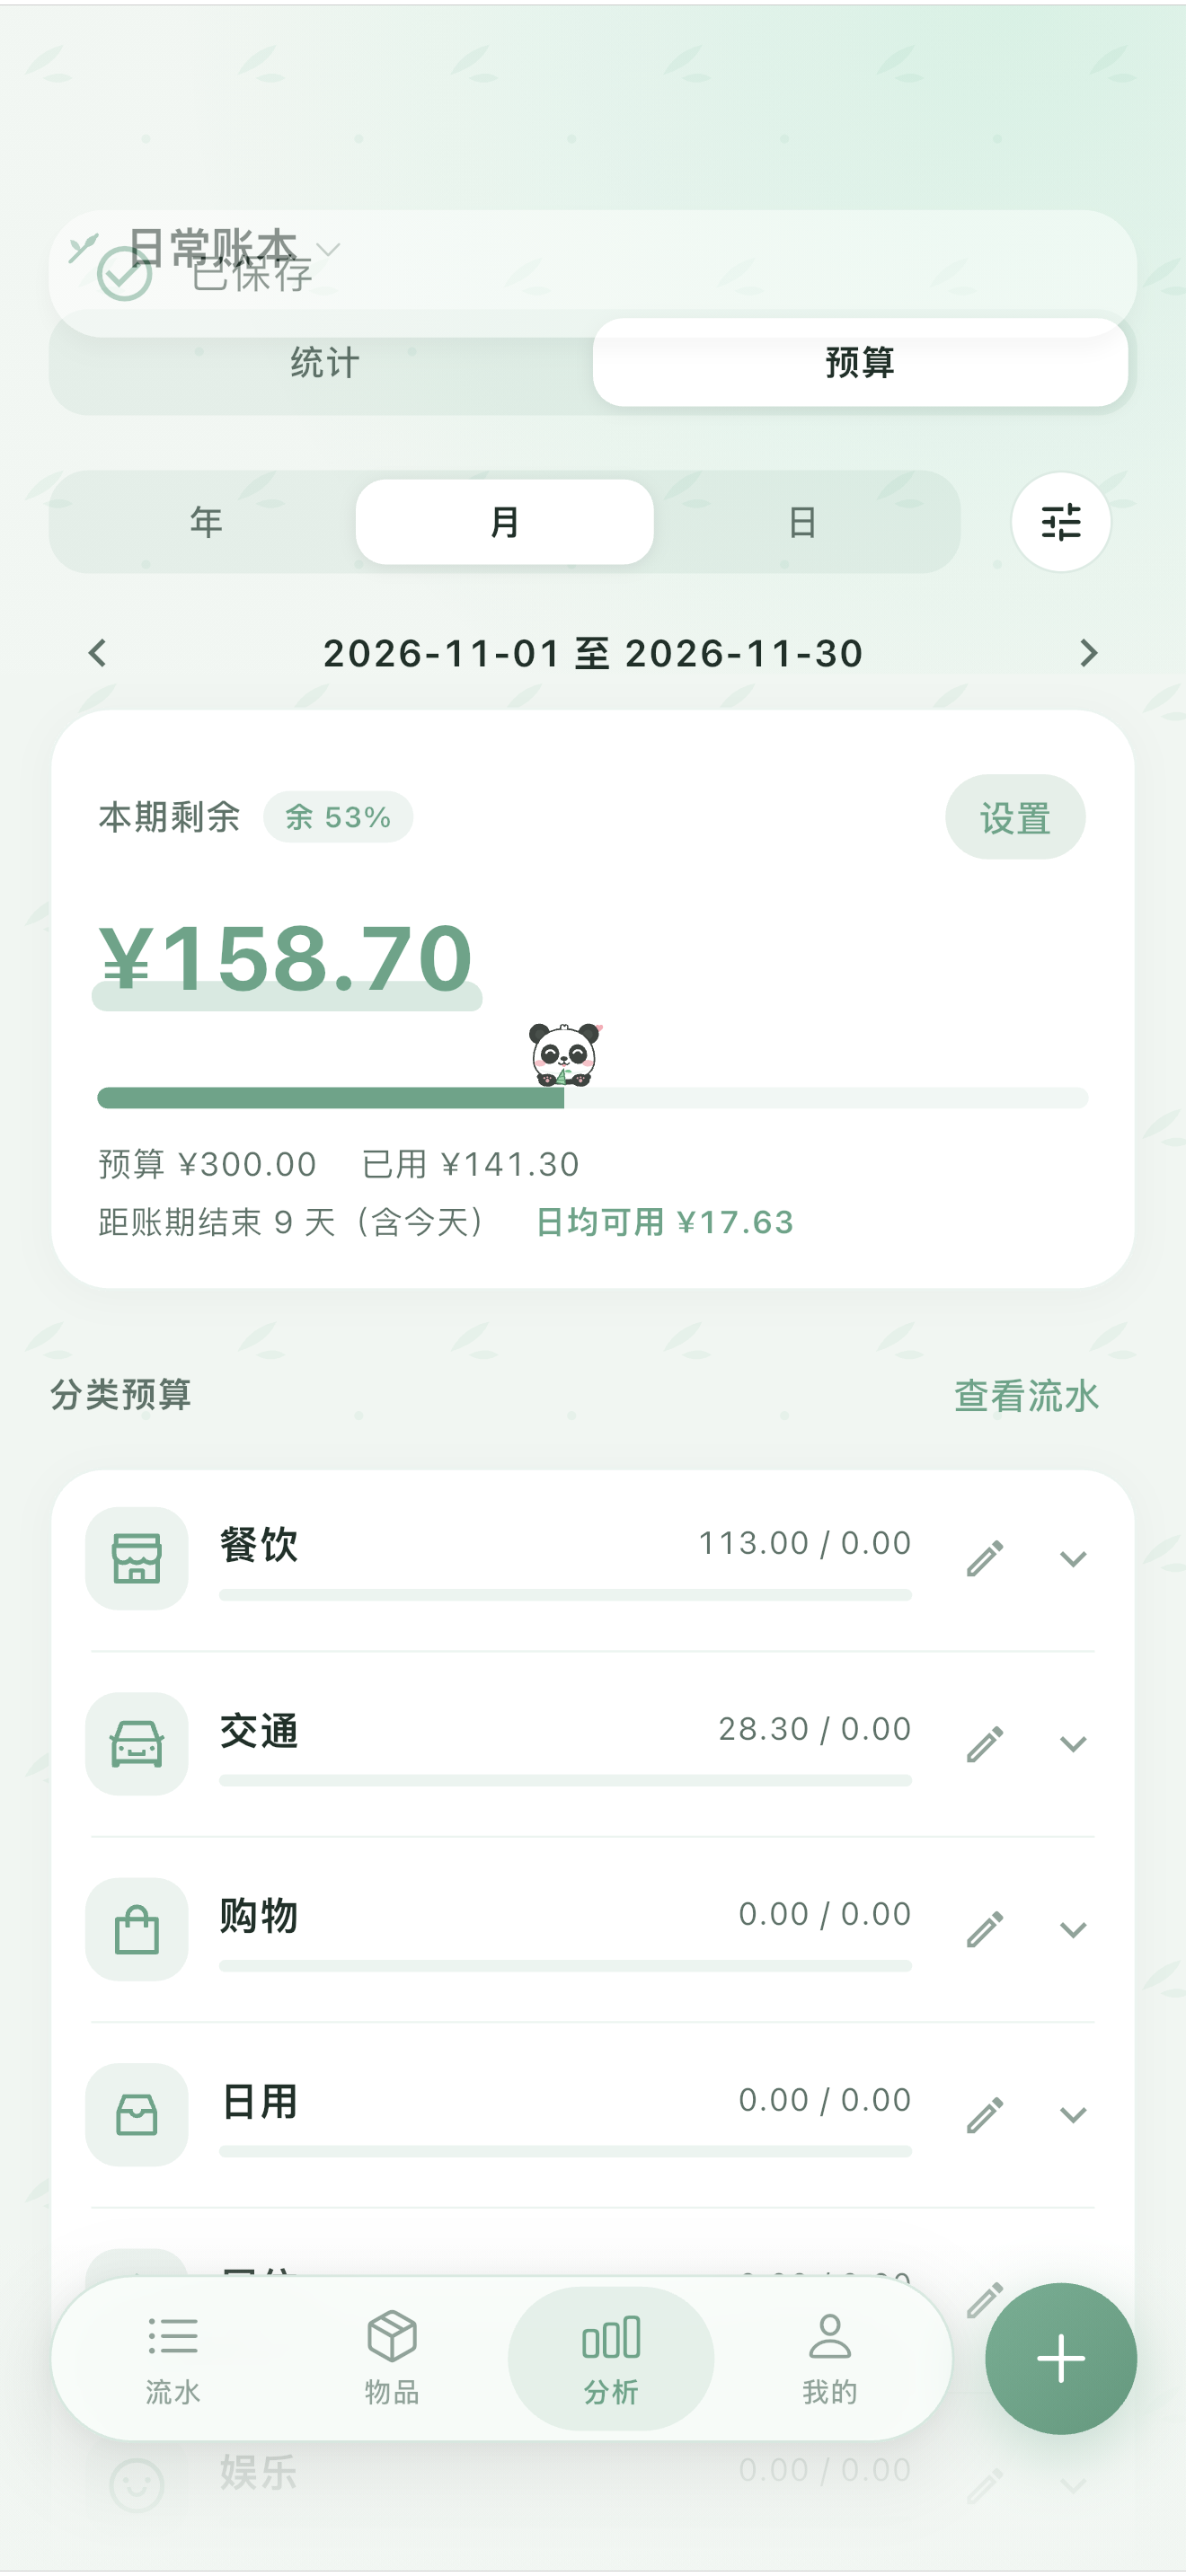 日常账本
已保存
统计 预算
年 月 日
2026-11-01 至 2026-11-30
本期剩余 余 53% 设置
¥158.70
预算 ¥300.00 已用 ¥141.30
距账期结束 9 天（含今天） 日均可用 ¥17.63
分类预算 查看流水
餐饮 113.00 / 0.00
交通 28.30 / 0.00
购物 0.00 / 0.00
日用 0.00 / 0.00
流水 物品 分析 我的
娱乐 0.00 / 0.00